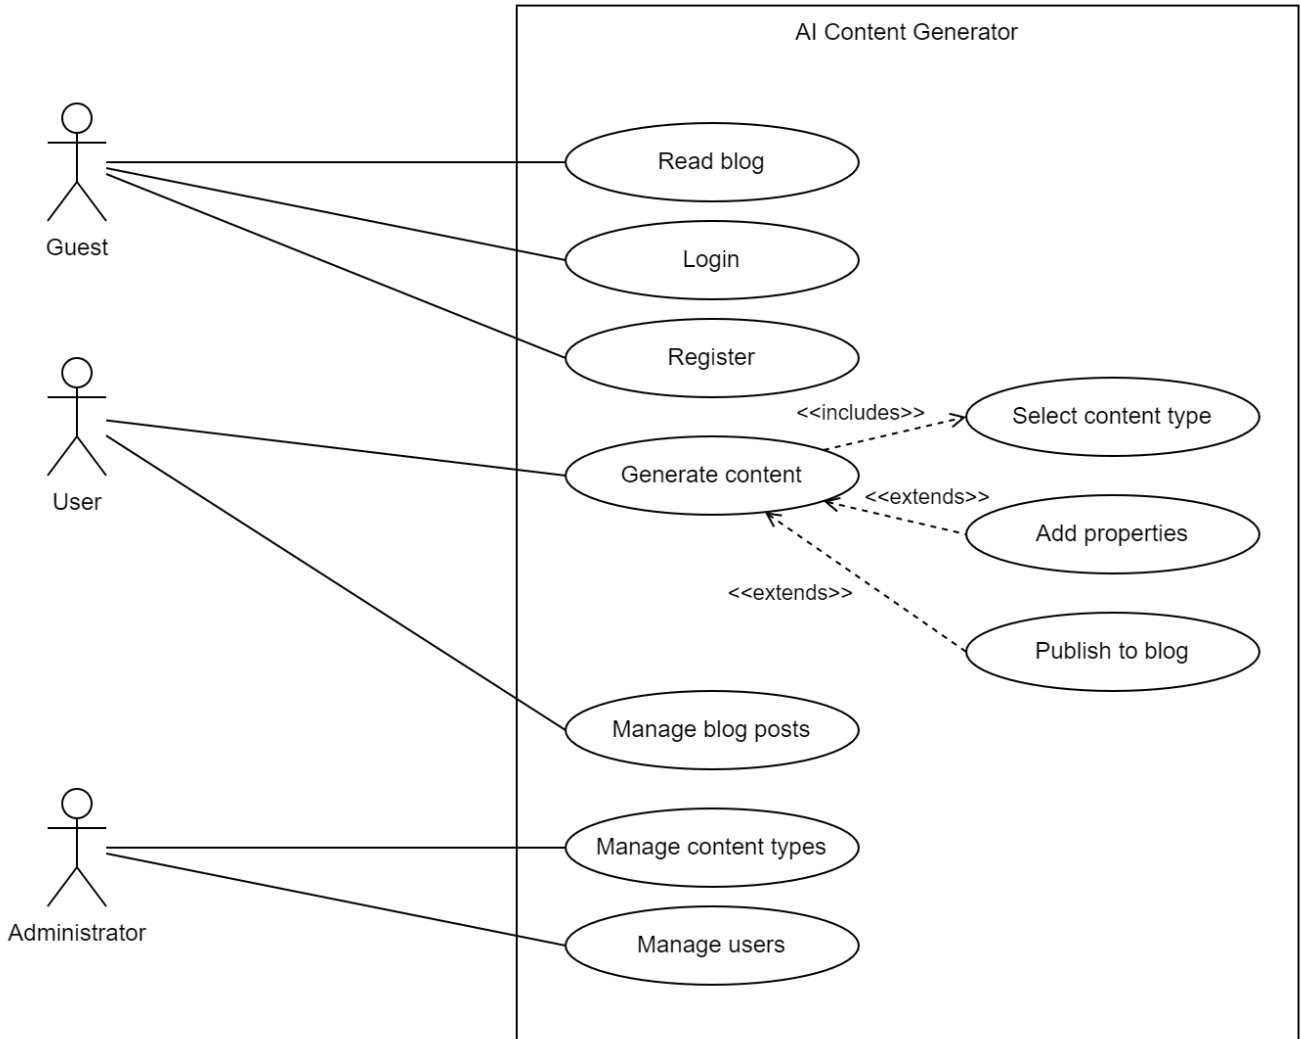 AI Content Generator
Read blog
Guest
Login
Register
<<includes>>
Select content type
User
Generate content
<<extends>>
Add properties
<<extends>>
Publish to blog
Manage blog posts
Manage content types
Administrator
Manage users